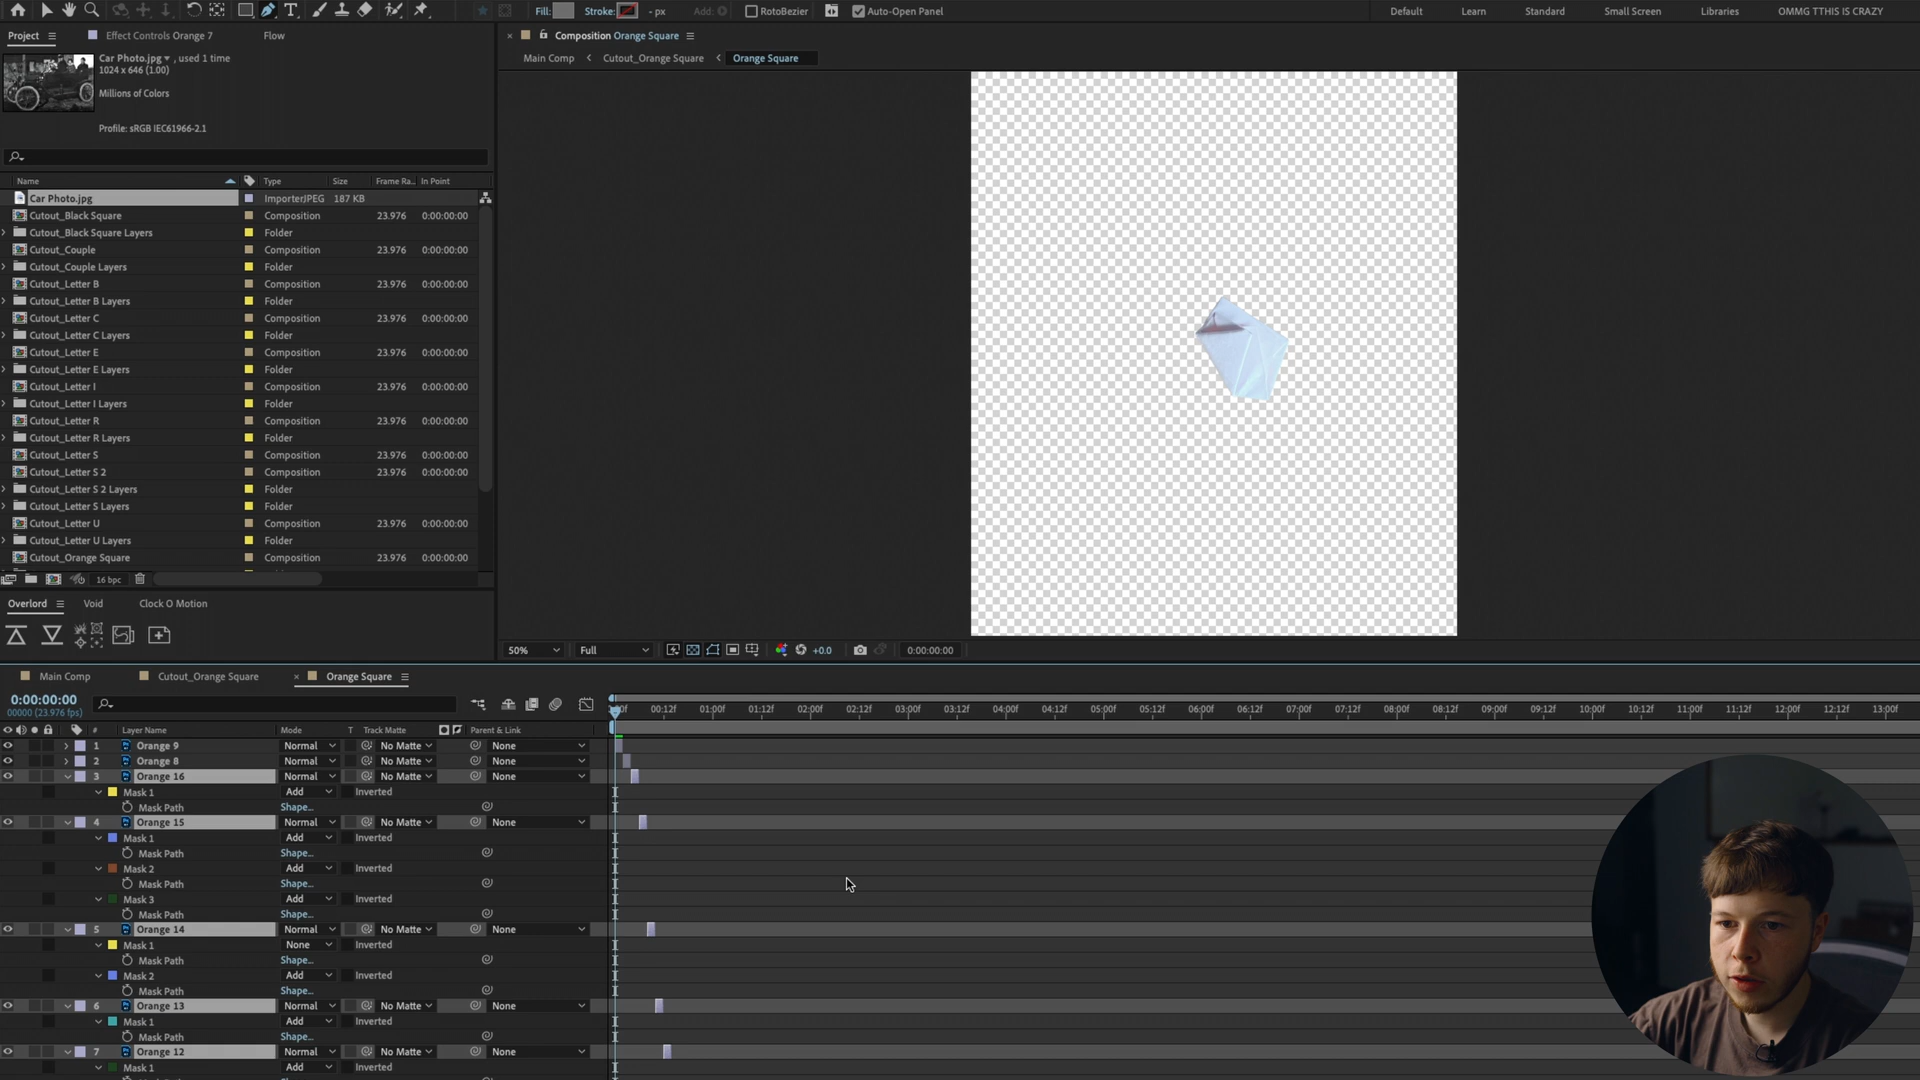 Fill: Stroke: - px Add: RotoBezier Auto-Open Panel Default Learn Standard Small Screen Libraries OMMG TTHIS IS CRAZY
Project Effect Controls Orange 7 Flow
Car Photo.jpg , used 1 time
1024 x 646 (1.00)
Millions of Colors
Profile: sRGB IEC61966-2.1
Composition Orange Square
Main Comp Cutout_Orange Square Orange Square
Name Type Size Frame Ra.. In Point
Car Photo.jpg ImporterJPEG 187 KB
Cutout_Black Square Composition 23.976 0:00:00:00
Cutout_Black Square Layers Folder
Cutout_Couple Composition 23.976 0:00:00:00
Cutout_Couple Layers Folder
Cutout_Letter B Composition 23.976 0:00:00:00
Cutout_Letter B Layers Folder
Cutout_Letter C Composition 23.976 0:00:00:00
Cutout_Letter C Layers Folder
Cutout_Letter E Composition 23.976 0:00:00:00
Cutout_Letter E Layers Folder
Cutout_Letter I Composition 23.976 0:00:00:00
Cutout_Letter I Layers Folder
Cutout_Letter R Composition 23.976 0:00:00:00
Cutout_Letter R Layers Folder
Cutout_Letter S Composition 23.976 0:00:00:00
Cutout_Letter S 2 Composition 23.976 0:00:00:00
Cutout_Letter S 2 Layers Folder
Cutout_Letter S Layers Folder
Cutout_Letter U Composition 23.976 0:00:00:00
Cutout_Letter U Layers Folder
Cutout_Orange Square Composition 23.976 0:00:00:00
16 bpc
Overlord Void Clock O Motion
50% Full +0.0 0:00:00:00
Main Comp Cutout_Orange Square Orange Square
0:00:00:00
00000 (23.976 fps)
00:12f 01:00f 01:12f 02:00f 02:12f 03:00f 03:12f 04:00f 04:12f 05:00f 05:12f 06:00f 06:12f 07:00f 07:12f 08:00f 08:12f 09:00f 09:12f 10:00f 10:12f 11:00f 11:12f 12:00f 12:12f 13:00f
# Layer Name Mode T Track Matte Parent & Link
1 Orange 9 Normal No Matte None
2 Orange 8 Normal No Matte None
3 Orange 16 Normal No Matte None
Mask 1 Add Inverted
Mask Path Shape...
4 Orange 15 Normal No Matte None
Mask 1 Add Inverted
Mask Path Shape...
Mask 2 Add Inverted
Mask Path Shape...
Mask 3 Add Inverted
Mask Path Shape...
5 Orange 14 Normal No Matte None
Mask 1 None Inverted
Mask Path Shape...
Mask 2 Add Inverted
Mask Path Shape...
6 Orange 13 Normal No Matte None
Mask 1 Add Inverted
Mask Path Shape...
7 Orange 12 Normal No Matte None
Mask 1 Add Inverted